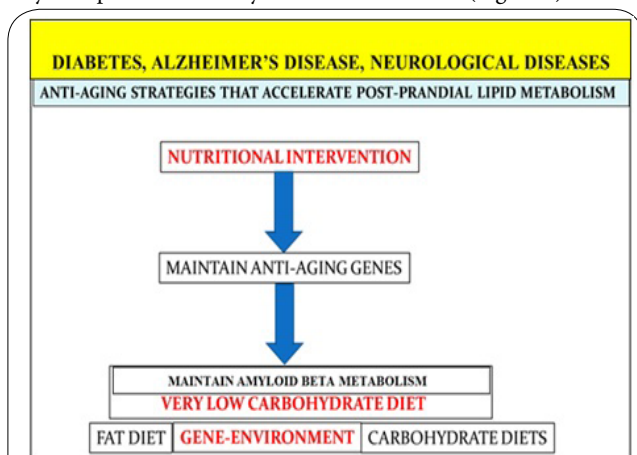 DIABETES, ALZHEIMER'S DISEASE, NEUROLOGICAL DISEASES
ANTI-AGING STRATEGIES THAT ACCELERATE POST-PRANDIAL LIPID METABOLISM
NUTRITIONAL INTERVENTION
MAINTAIN ANTI-AGING GENES
MAINTAIN AMYLOID BETA METABOLISM
VERY LOW CARBOHYDRATE DIET
FAT DIET GENE-ENVIRONMENT CARBOHYDRATE DIETS